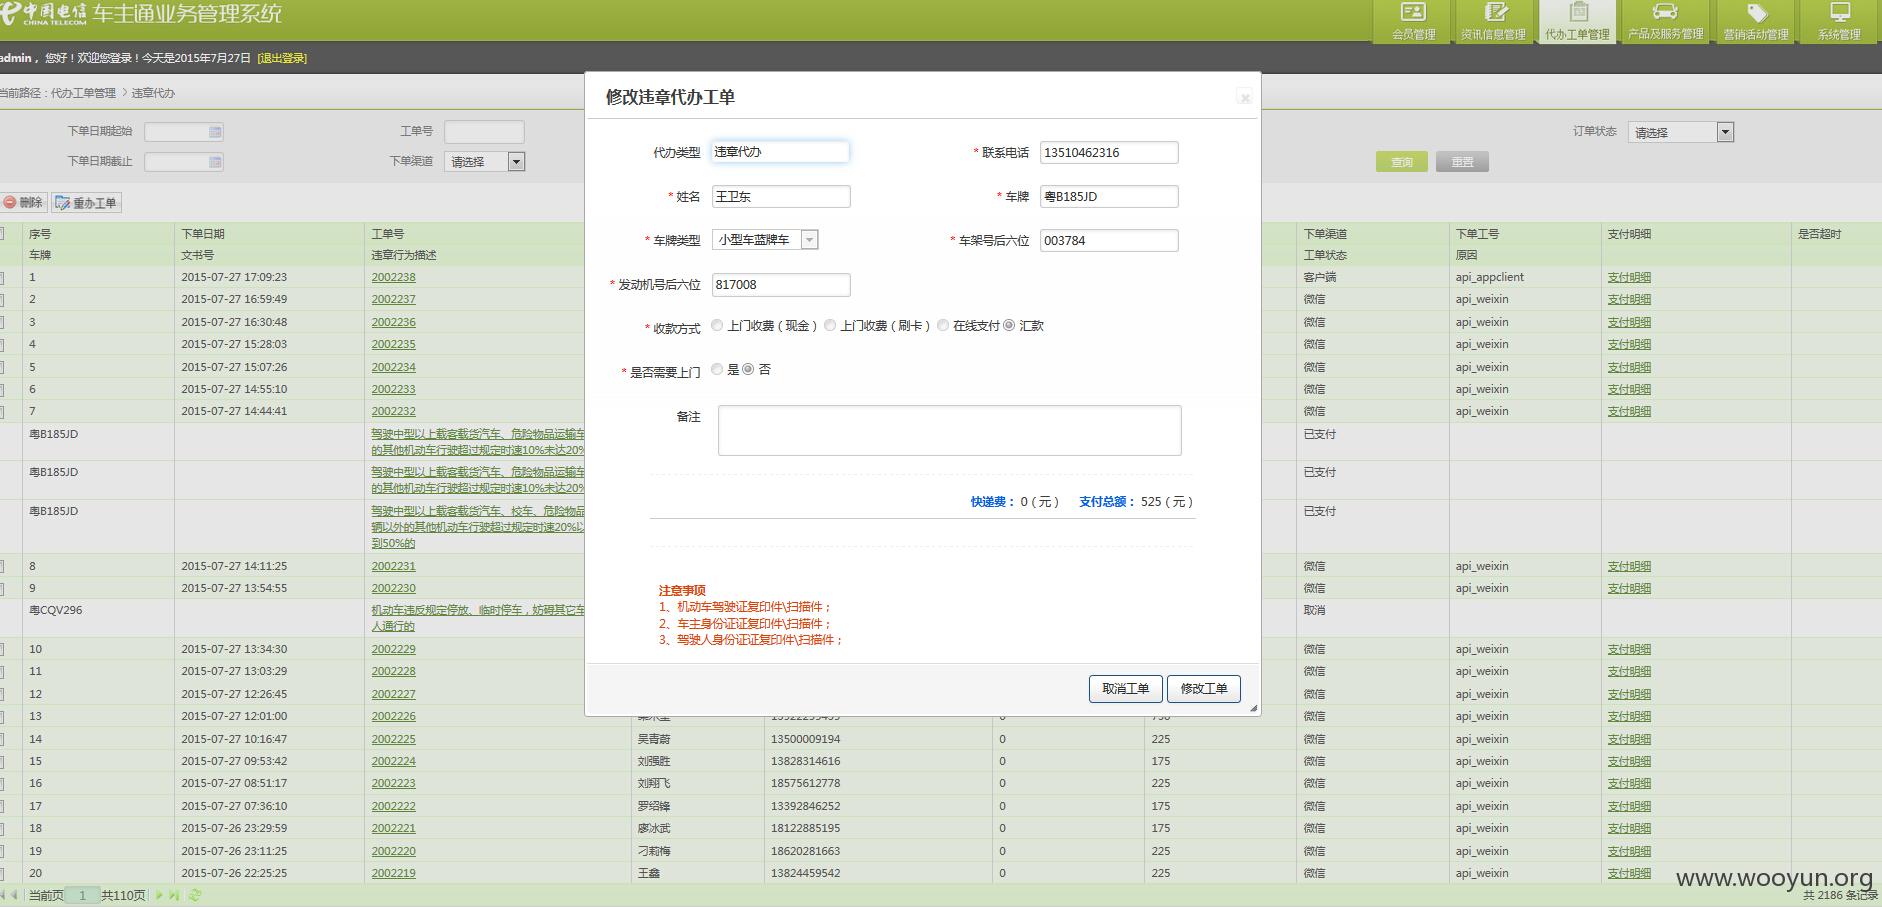 中国电信 车主通业务管理系统
CHINA TELECOM
会员管理 资讯信息管理 代办工单管理 产品及服务管理 营销活动管理 系统管理
admin， 您好！欢迎您登录！今天是2015年7月27日 [退出登录]
当前路径：代办工单管理 > 违章代办
下单日期起始 工单号 订单状态 请选择
下单日期截止 下单渠道 请选择 查询 重置
删除 重办工单
修改违章代办工单
代办类型 违章代办 * 联系电话 13510462316
* 姓名 王卫东 * 车牌 粤B185JD
* 车牌类型 小型车蓝牌车 * 车架号后六位 003784
* 发动机号后六位 817008
* 收款方式 上门收费（现金） 上门收费（刷卡） 在线支付 汇款
* 是否需要上门 是 否
备注
快递费： 0（元） 支付总额： 525（元）
注意事项
1、机动车驾驶证复印件\扫描件；
2、车主身份证证复印件\扫描件；
3、驾驶人身份证证复印件\扫描件；
取消工单 修改工单
序号 下单日期 工单号 下单渠道 下单工号 支付明细 是否超时
车牌 文书号 违章行为描述 工单状态 原因
1 2015-07-27 17:09:23 2002238 客户端 api_appclient 支付明细
2 2015-07-27 16:59:49 2002237 微信 api_weixin 支付明细
3 2015-07-27 16:30:48 2002236 微信 api_weixin 支付明细
4 2015-07-27 15:28:03 2002235 微信 api_weixin 支付明细
5 2015-07-27 15:07:26 2002234 微信 api_weixin 支付明细
6 2015-07-27 14:55:10 2002233 微信 api_weixin 支付明细
7 2015-07-27 14:44:41 2002232 微信 api_weixin 支付明细
粤B185JD 驾驶中型以上载客载货汽车、危险物品运输车 已支付
的其他机动车行驶超过规定时速10%未达20%
粤B185JD 驾驶中型以上载客载货汽车、危险物品运输车 已支付
的其他机动车行驶超过规定时速10%未达20%
粤B185JD 驾驶中型以上载客载货汽车、校车、危险物品 已支付
辆以外的其他机动车行驶超过规定时速20%以
到50%的
8 2015-07-27 14:11:25 2002231 微信 api_weixin 支付明细
9 2015-07-27 13:54:55 2002230 微信 api_weixin 支付明细
粤CQV296 机动车违反规定停放、临时停车，妨碍其它车 取消
人通行的
10 2015-07-27 13:34:30 2002229 微信 api_weixin 支付明细
11 2015-07-27 13:03:29 2002228 微信 api_weixin 支付明细
12 2015-07-27 12:26:45 2002227 微信 api_weixin 支付明细
13 2015-07-27 12:01:00 2002226 微信 api_weixin 支付明细
14 2015-07-27 10:16:47 2002225 吴青蔚 13500009194 0 225 微信 api_weixin 支付明细
15 2015-07-27 09:53:42 2002224 刘强胜 13828314616 0 175 微信 api_weixin 支付明细
16 2015-07-27 08:51:17 2002223 刘翔飞 18575612778 0 225 微信 api_weixin 支付明细
17 2015-07-27 07:36:10 2002222 罗绍锋 13392846252 0 175 微信 api_weixin 支付明细
18 2015-07-26 23:29:59 2002221 廖冰武 18122885195 0 175 微信 api_weixin 支付明细
19 2015-07-26 23:11:25 2002220 刁莉梅 18620281663 0 225 微信 api_weixin 支付明细
20 2015-07-26 22:25:25 2002219 王鑫 13824459542 0 225 微信 api_weixin 支付明细
当前页 1 共110页 共 2186 条记录
www.wooyun.org